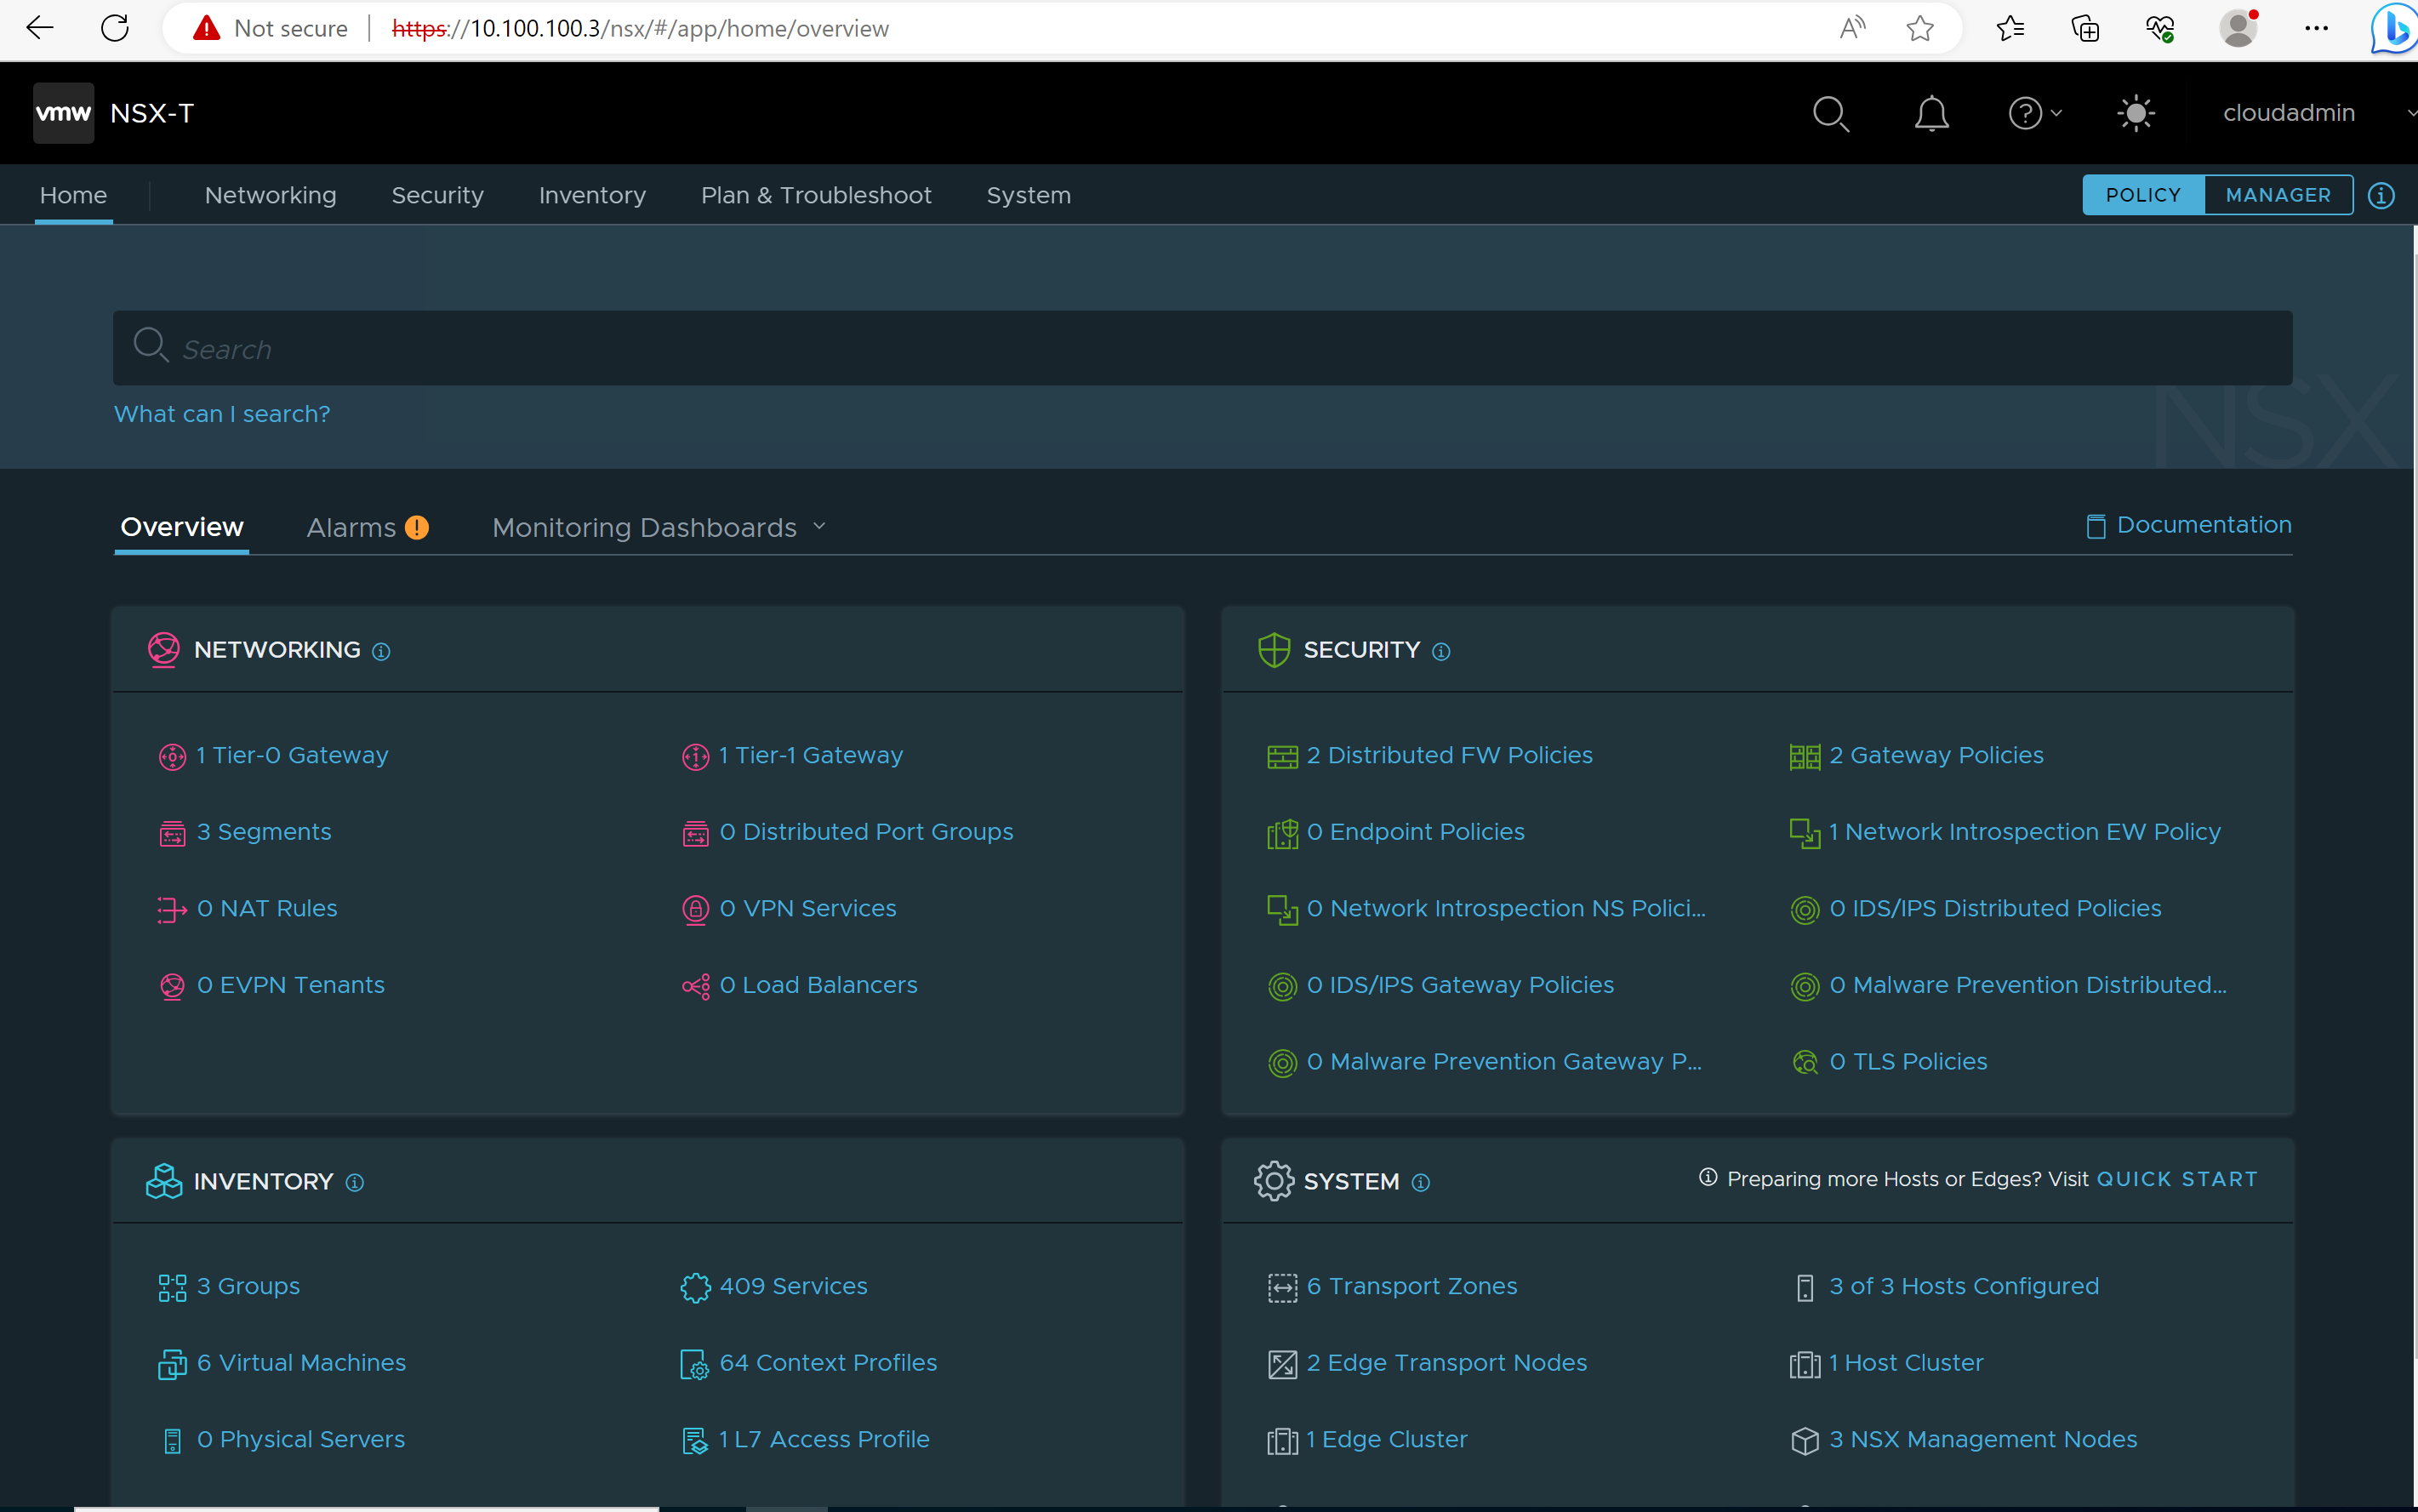 Not secure https://10.100.100.3/nsx/#/app/home/overview
vmw NSX-T cloudadmin
Home Networking Security Inventory Plan & Troubleshoot System POLICY MANAGER
Search
NSX
What can I search?
Overview Alarms Monitoring Dashboards Documentation
NETWORKING
1 Tier-0 Gateway 1 Tier-1 Gateway
3 Segments 0 Distributed Port Groups
0 NAT Rules 0 VPN Services
0 EVPN Tenants 0 Load Balancers
SECURITY
2 Distributed FW Policies 2 Gateway Policies
0 Endpoint Policies 1 Network Introspection EW Policy
0 Network Introspection NS Polici... 0 IDS/IPS Distributed Policies
0 IDS/IPS Gateway Policies 0 Malware Prevention Distributed...
0 Malware Prevention Gateway P... 0 TLS Policies
INVENTORY
3 Groups 409 Services
6 Virtual Machines 64 Context Profiles
0 Physical Servers 1 L7 Access Profile
SYSTEM Preparing more Hosts or Edges? Visit QUICK START
6 Transport Zones 3 of 3 Hosts Configured
2 Edge Transport Nodes 1 Host Cluster
1 Edge Cluster 3 NSX Management Nodes